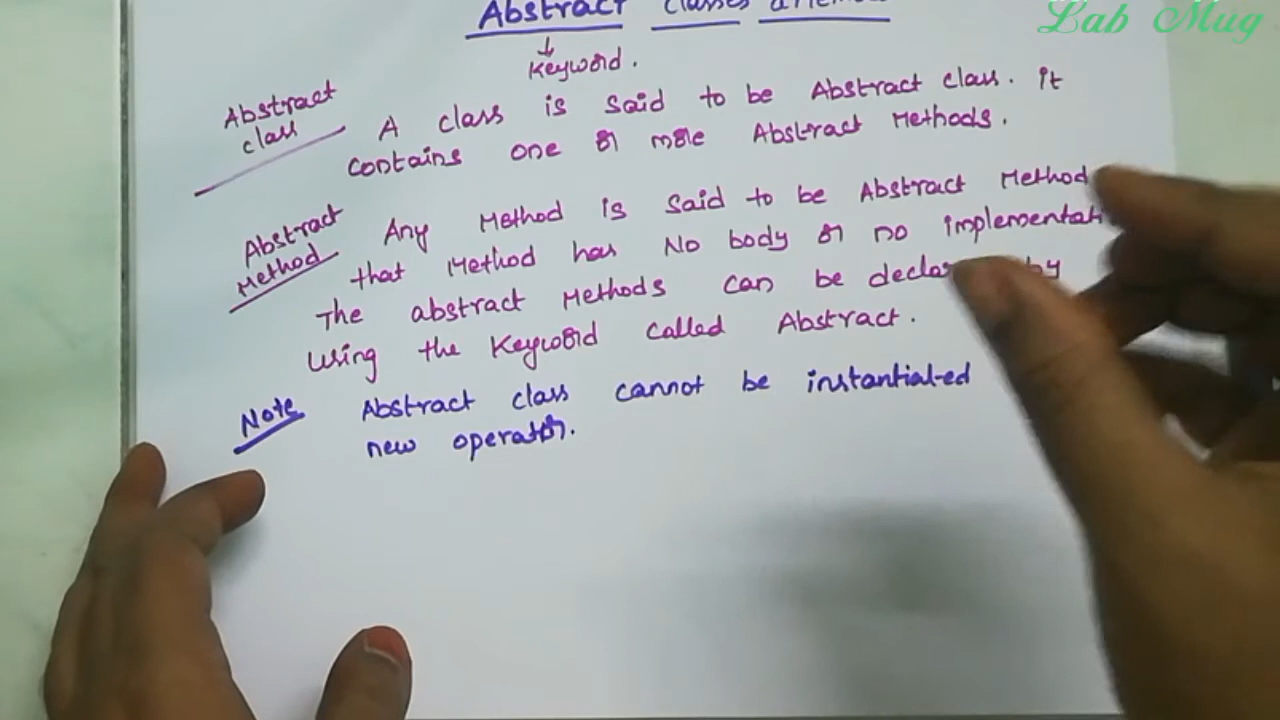 Lab Mug
Abstract classes
Keyword.
Abstract
class
A class is said to be Abstract class. it
contains one or more Abstract Methods.
Abstract
Method
Any Method is said to be Abstract Method
that Method has No body or no
The abstract Methods can be by
using the Keyword called Abstract.
Note
Abstract class cannot be instantiated
new operator.